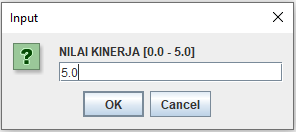 Input
NILAI KINERJA [0.0 - 5.0]
5.0
OK Cancel